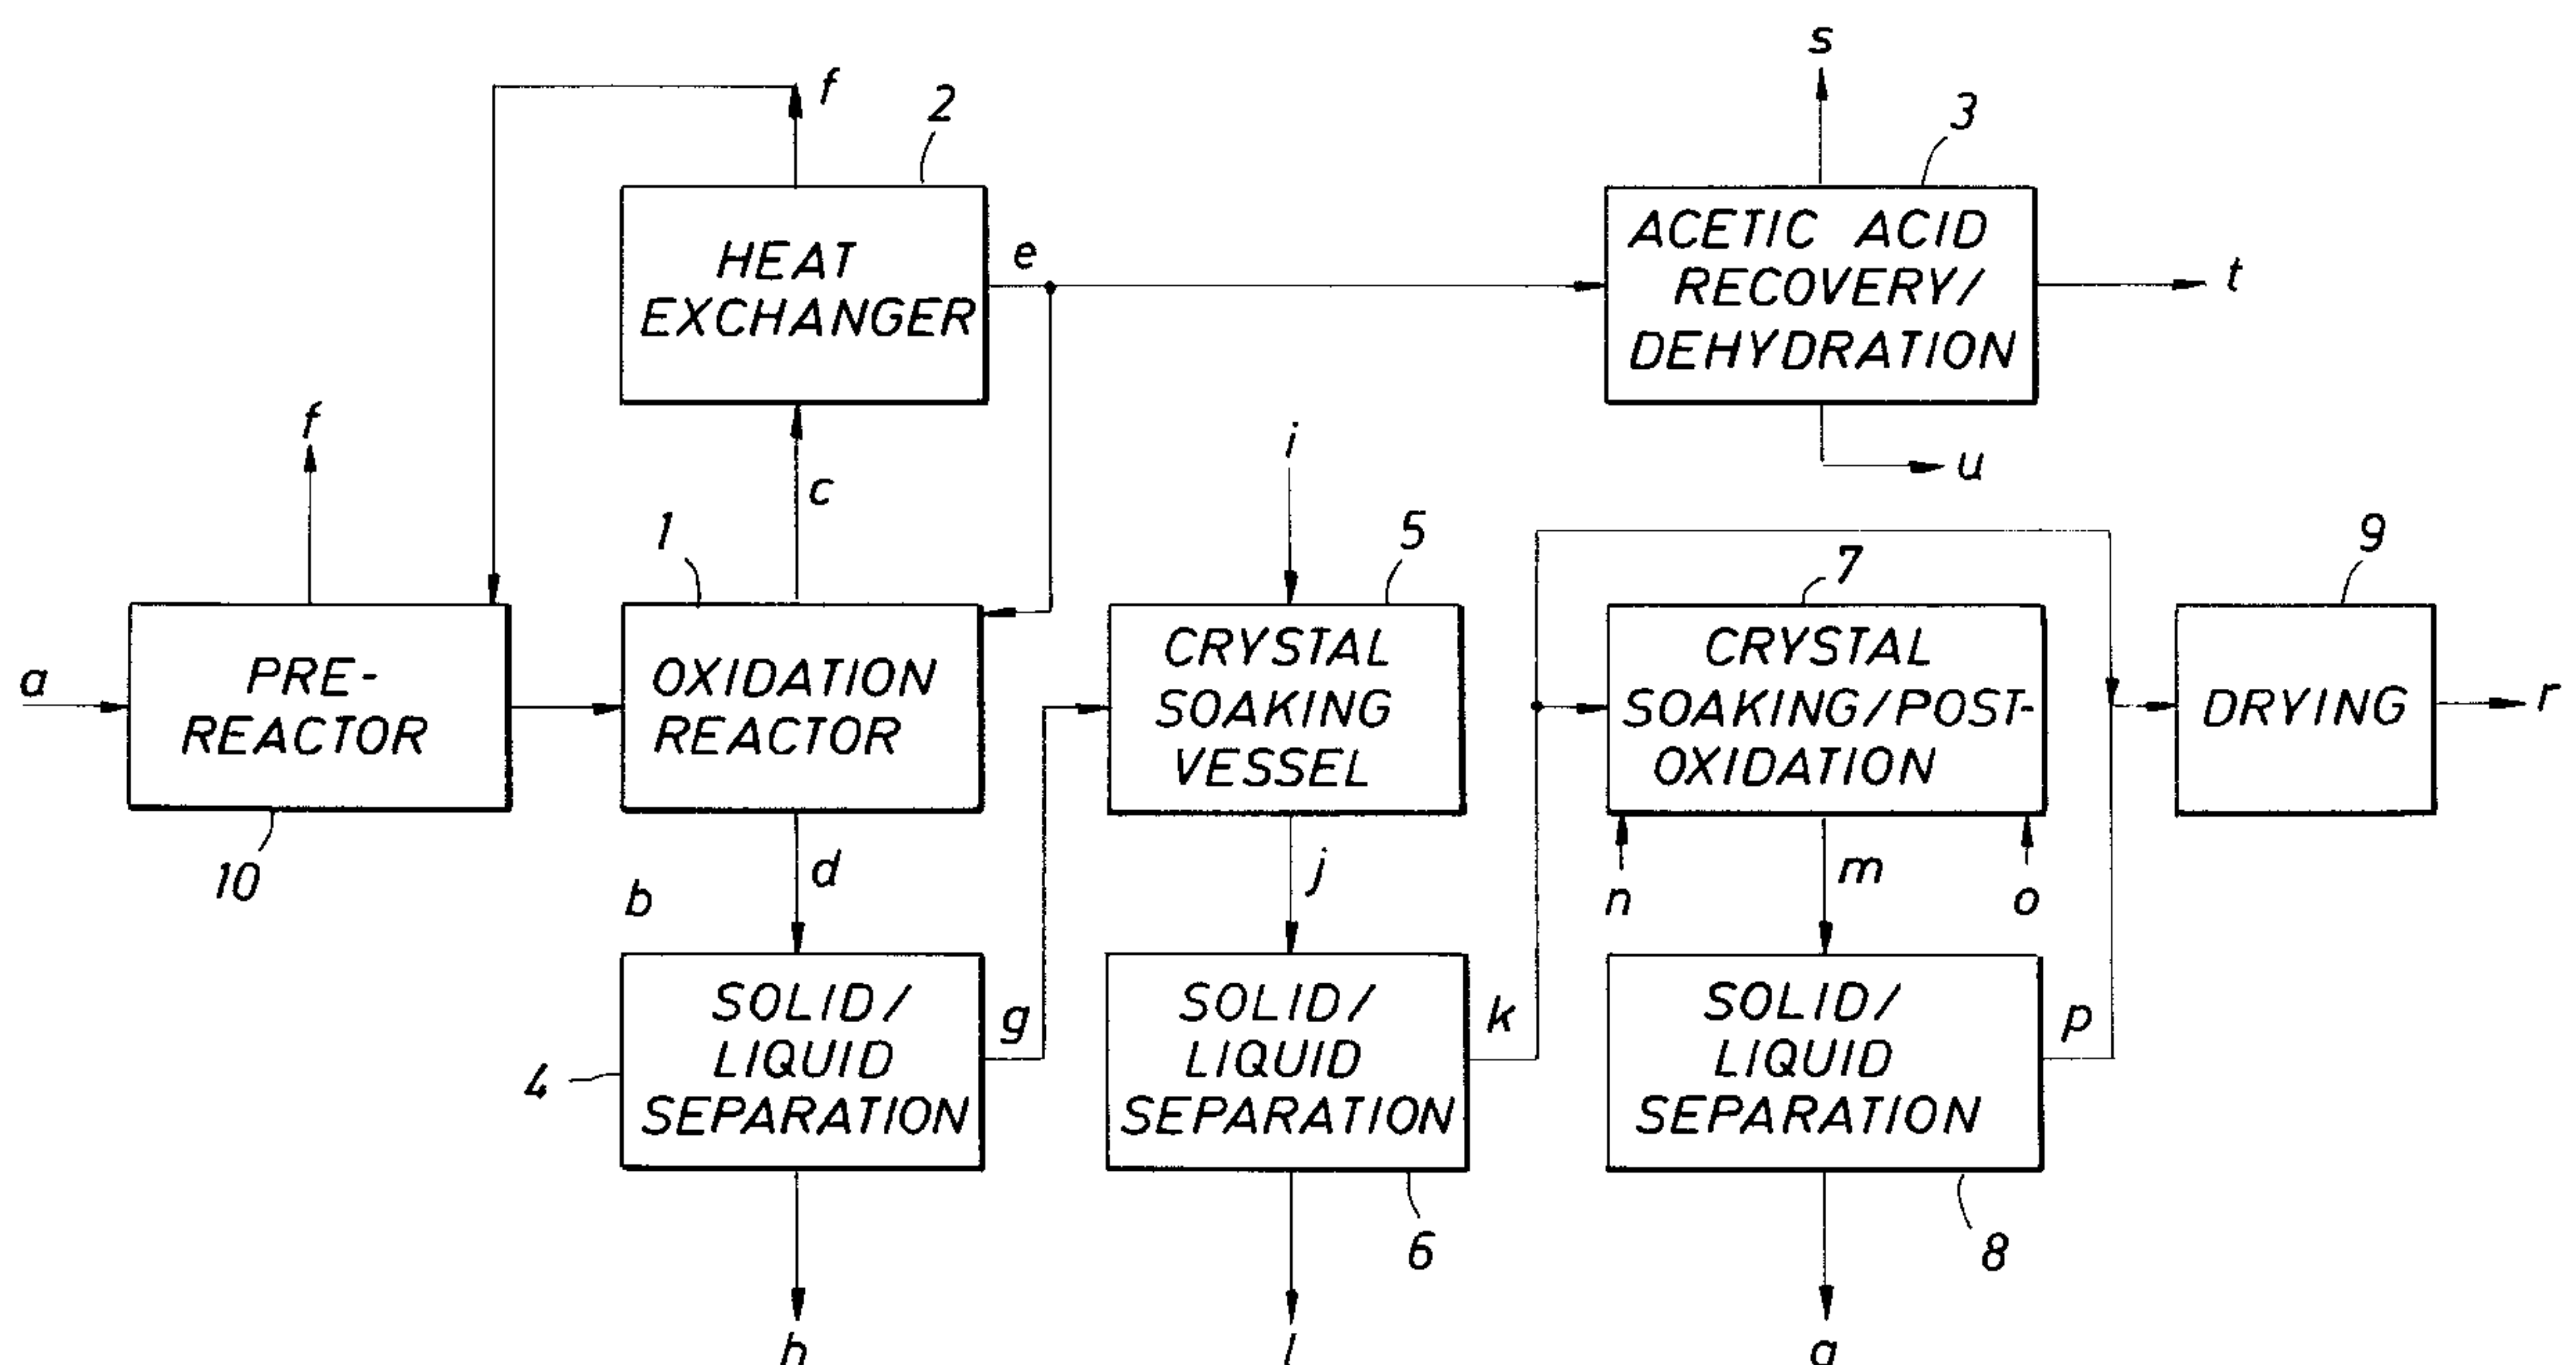 s
f
2
3
HEAT
EXCHANGER
e
ACETIC ACID
RECOVERY/
DEHYDRATION
t
f
c
i
u
1
5
7
9
a
PRE-
REACTOR
OXIDATION
REACTOR
CRYSTAL
SOAKING
VESSEL
CRYSTAL
SOAKING/POST-
OXIDATION
DRYING
r
10
b
d
j
n
m
o
4
SOLID/
LIQUID
SEPARATION
g
SOLID/
LIQUID
SEPARATION
k
SOLID/
LIQUID
SEPARATION
p
6
8
h
l
q